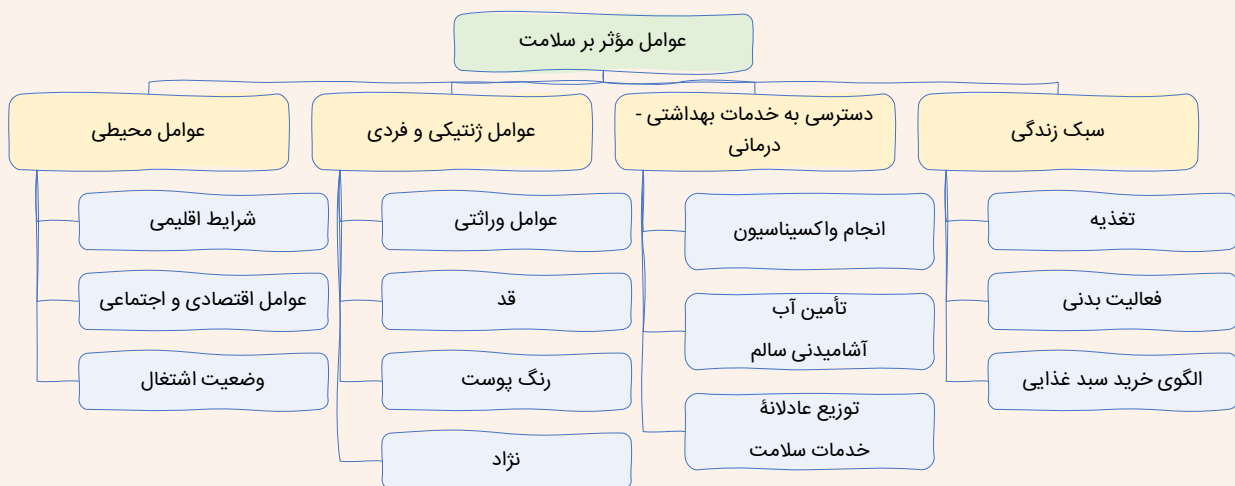 عوامل مؤثر بر سلامت
سبک زندگی
تغذیه
فعالیت بدنی
الگوی خرید سبد غذایی
دسترسی به خدمات بهداشتی -
درمانی
انجام واکسیناسیون
تأمین آب
آشامیدنی سالم
توزیع عادلانۀ
خدمات سلامت
عوامل ژنتیکی و فردی
عوامل وراثتی
قد
رنگ پوست
نژاد
عوامل محیطی
شرایط اقلیمی
عوامل اقتصادی و اجتماعی
وضعیت اشتغال